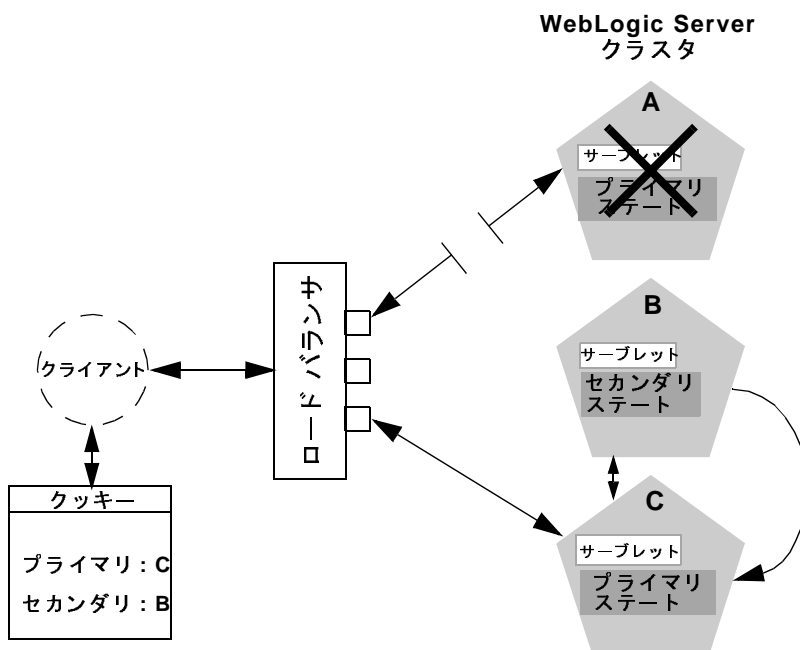 WebLogic Server
クラスタ
A
サーブレット
プライマリ
ステート
B
サーブレット
セカンダリ
ステート
C
サーブレット
プライマリ
ステート
ロード バランサ
クライアント
クッキー
プライマリ : C
セカンダリ : B